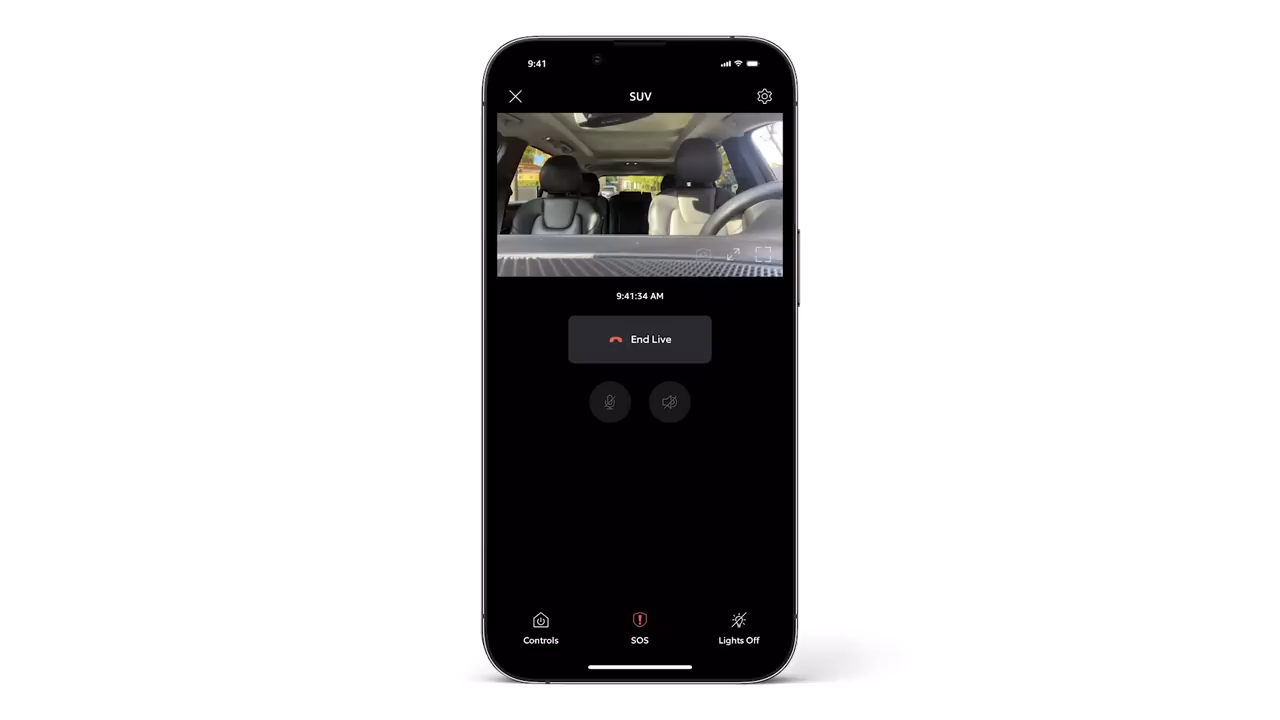 9:41
SUV
9:41:34 AM
End Live
Controls
SOS
Lights Off